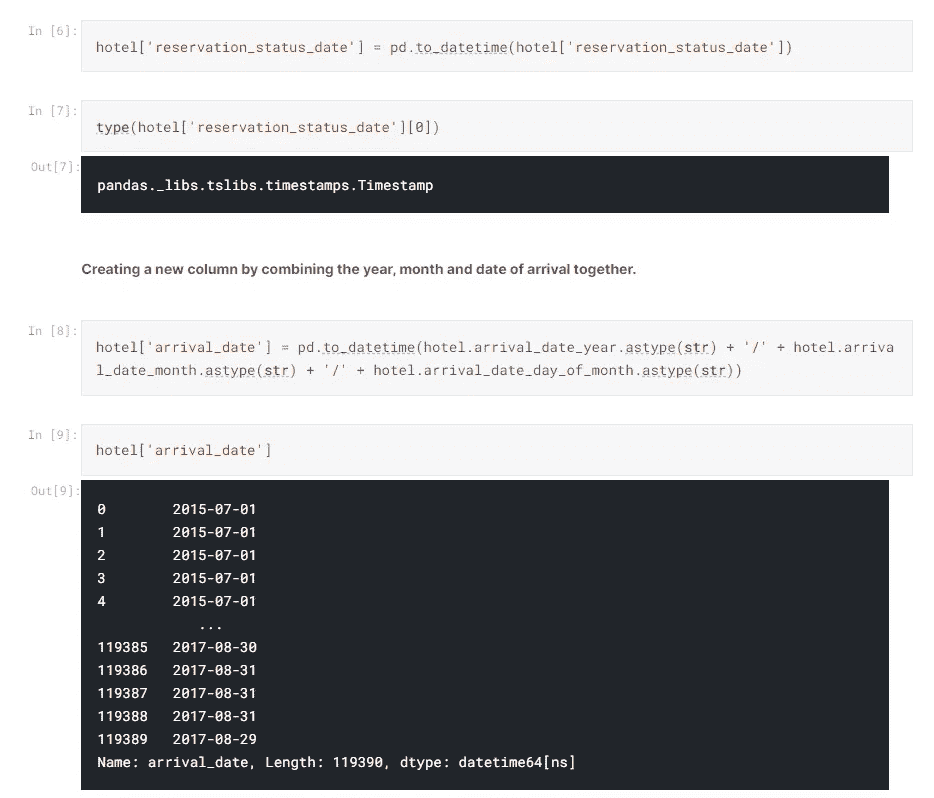 In [6]:
hotel['reservation_status_date'] = pd.to_datetime(hotel['reservation_status_date'])
In [7]:
type(hotel['reservation_status_date'][0])
Out[7]:
pandas._libs.tslibs.timestamps.Timestamp
Creating a new column by combining the year, month and date of arrival together.
In [8]:
hotel['arrival_date'] = pd.to_datetime(hotel.arrival_date_year.astype(str) + '/' + hotel.arriva
l_date_month.astype(str) + '/' + hotel.arrival_date_day_of_month.astype(str))
In [9]:
hotel['arrival_date']
Out[9]:
0        2015-07-01
1        2015-07-01
2        2015-07-01
3        2015-07-01
4        2015-07-01
...
119385   2017-08-30
119386   2017-08-31
119387   2017-08-31
119388   2017-08-31
119389   2017-08-29
Name: arrival_date, Length: 119390, dtype: datetime64[ns]